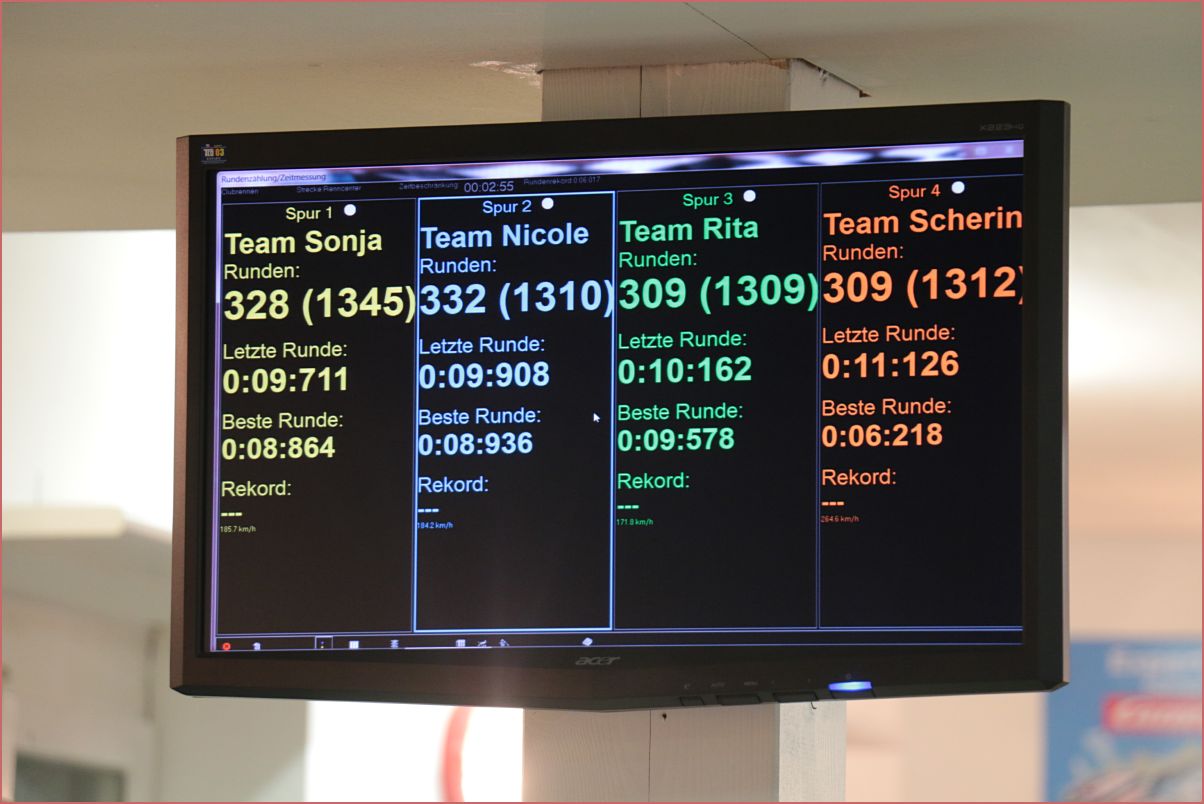 X223HQ
Rundenzählung/Zeitmessung
Clubrennen Strecke Renncenter Zeitbeschränkung: 00:02:55 Rundenrekord 0:06:017
Spur 1
Team Sonja
Runden:
328 (1345)
Letzte Runde:
0:09:711
Beste Runde:
0:08:864
Rekord:
---
185.7 km/h
Spur 2
Team Nicole
Runden:
332 (1310)
Letzte Runde:
0:09:908
Beste Runde:
0:08:936
Rekord:
---
184.2 km/h
Spur 3
Team Rita
Runden:
309 (1309)
Letzte Runde:
0:10:162
Beste Runde:
0:09:578
Rekord:
---
171.8 km/h
Spur 4
Team Scherin
Runden:
309 (1312)
Letzte Runde:
0:11:126
Beste Runde:
0:06:218
Rekord:
---
264.6 km/h
acer